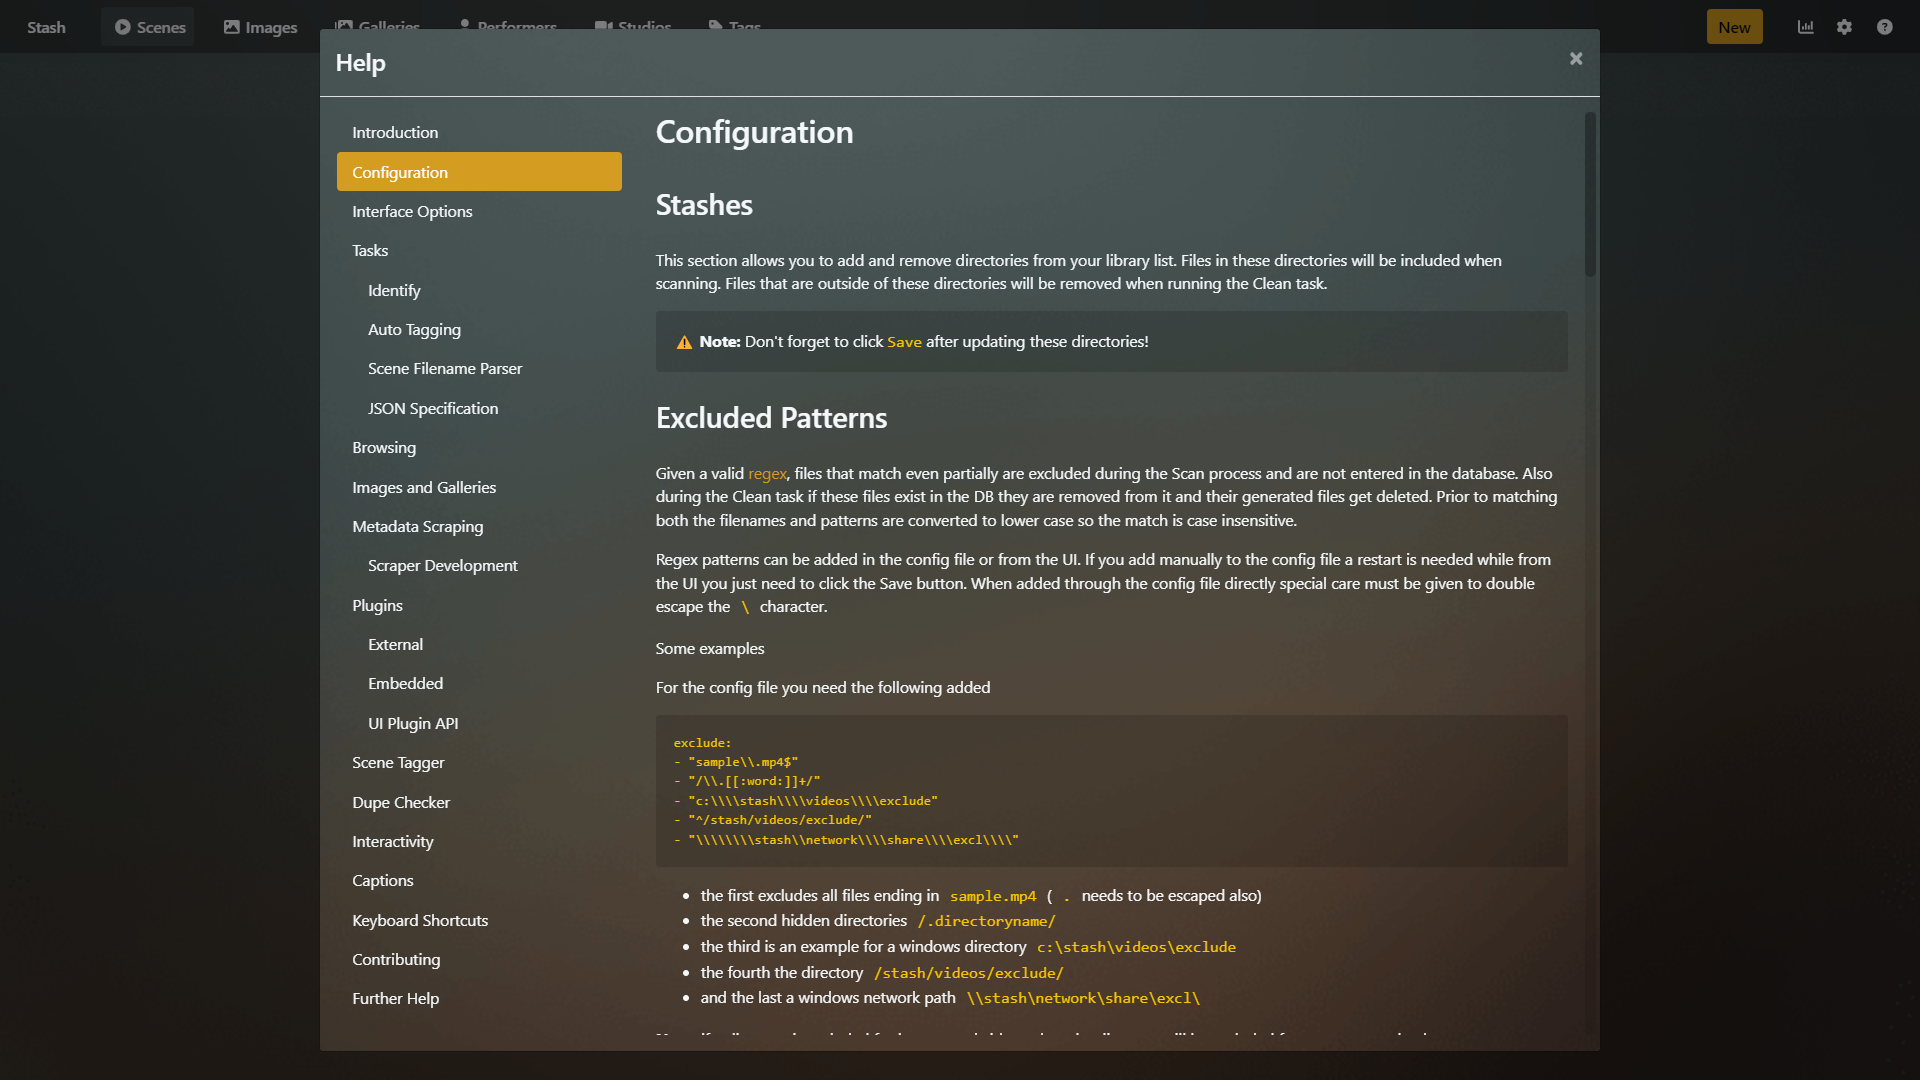 Stash
Scenes
Images
Galleries
Performers
Studios
Tags
New
Help
×
Introduction
Configuration
Interface Options
Tasks
Identify
Auto Tagging
Scene Filename Parser
JSON Specification
Browsing
Images and Galleries
Metadata Scraping
Scraper Development
Plugins
External
Embedded
UI Plugin API
Scene Tagger
Dupe Checker
Interactivity
Captions
Keyboard Shortcuts
Contributing
Further Help
Configuration
Stashes
This section allows you to add and remove directories from your library list. Files in these directories will be included when
scanning. Files that are outside of these directories will be removed when running the Clean task.
⚠ Note: Don't forget to click Save after updating these directories!
Excluded Patterns
Given a valid regex, files that match even partially are excluded during the Scan process and are not entered in the database. Also
during the Clean task if these files exist in the DB they are removed from it and their generated files get deleted. Prior to matching
both the filenames and patterns are converted to lower case so the match is case insensitive.
Regex patterns can be added in the config file or from the UI. If you add manually to the config file a restart is needed while from
the UI you just need to click the Save button. When added through the config file directly special care must be given to double
escape the \ character.
Some examples
For the config file you need the following added
exclude:
- "sample\\.mp4$"
- "/\\.[[:word:]]+/"
- "c:\\\\stash\\\\videos\\\\exclude"
- "^/stash/videos/exclude/"
- "\\\\\\\\stash\\network\\\\share\\\\excl\\\\"
• the first excludes all files ending in sample.mp4 ( . needs to be escaped also)
• the second hidden directories /.directoryname/
• the third is an example for a windows directory c:\stash\videos\exclude
• the fourth the directory /stash/videos/exclude/
• and the last a windows network path \\stash\network\share\excl\